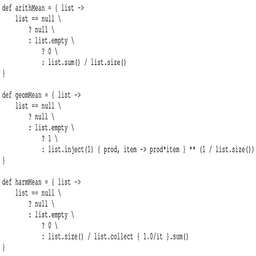 def arithMean = { list ->
    list == null \
        ? null \
        : list.empty \
            ? 0 \
            : list.sum() / list.size()
}

def geomMean = { list ->
    list == null \
        ? null \
        : list.empty \
            ? 1 \
            : list.inject(1) { prod, item -> prod*item } ** (1 / list.size())
}

def harmMean = { list ->
    list == null \
        ? null \
        : list.empty \
            ? 0 \
            : list.size() / list.collect { 1.0/it }.sum()
}